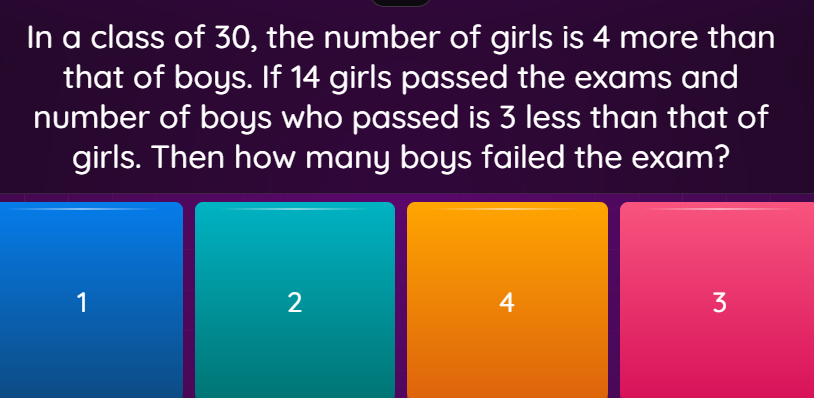 In a class of 30, the number of girls is 4 more than
that of boys. If 14 girls passed the exams and
number of boys who passed is 3 less than that of
girls. Then how many boys failed the exam?
1
2
4
3